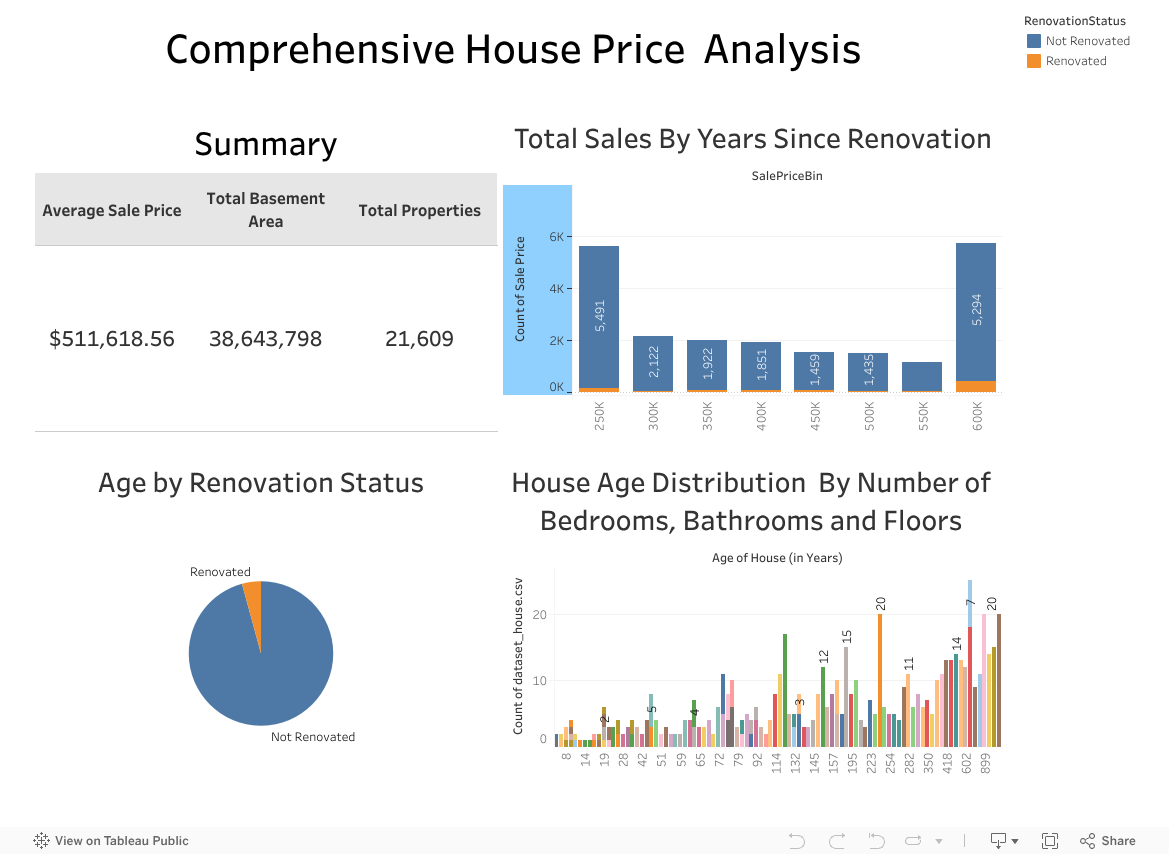 Comprehensive House Price  Analysis
RenovationStatus
Not Renovated
Renovated
Summary
Average Sale Price
Total Basement
Area
Total Properties
$511,618.56
38,643,798
21,609
Total Sales By Years Since Renovation
SalePriceBin
Count of Sale Price
6K
4K
2K
0K
5,491
2,122
1,922
1,851
1,459
1,435
5,294
250K
300K
350K
400K
450K
500K
550K
600K
Age by Renovation Status
Renovated
Not Renovated
House Age Distribution  By Number of
Bedrooms, Bathrooms and Floors
Age of House (in Years)
Count of dataset_house.csv
20
10
0
2
5
4
3
12
15
20
11
14
7
20
8
14
19
28
42
51
59
65
72
79
92
114
132
145
157
195
223
254
282
350
418
602
899
View on Tableau Public
Share